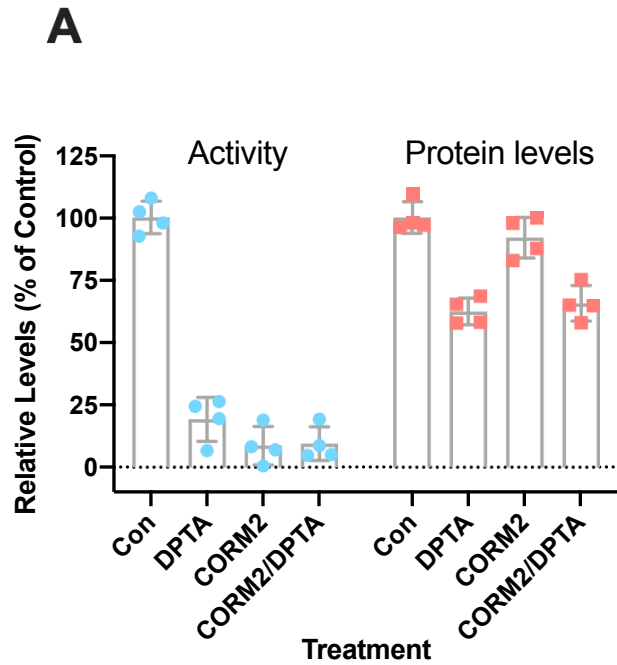 A
Activity Protein levels
Relative Levels (% of Control)
125
100
75
50
25
0
Con DPTA CORM2 CORM2/DPTA Con DPTA CORM2 CORM2/DPTA
Treatment